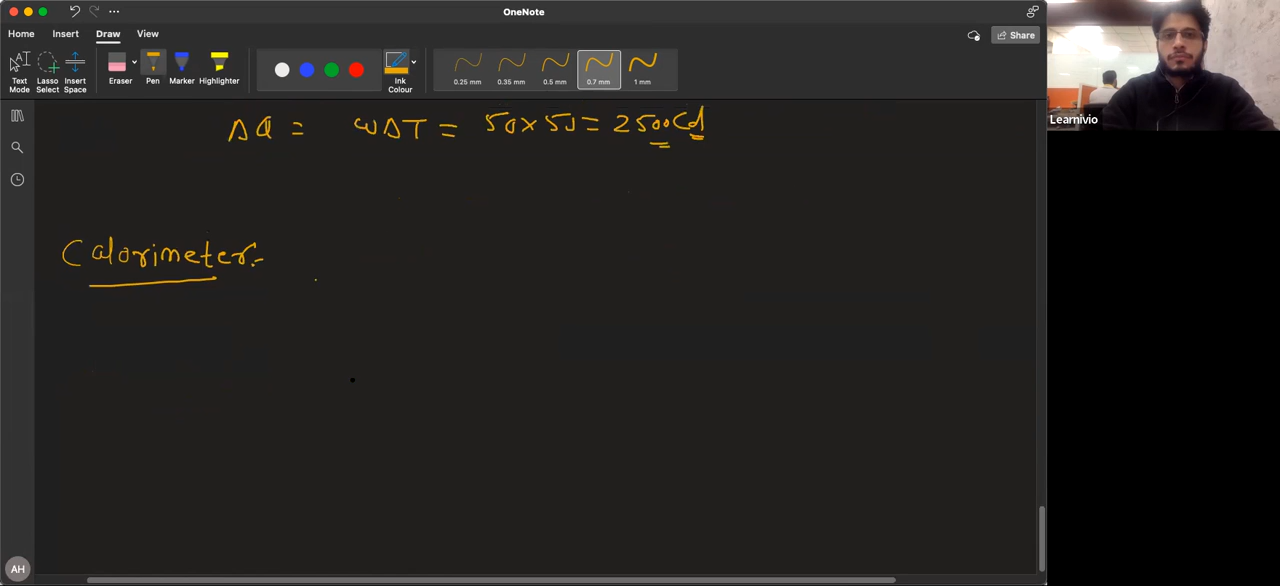 OneNote
Home Insert Draw View
Share
Text Mode
Lasso Select
Insert Space
Eraser
Pen
Marker
Highlighter
Ink Colour
0.25 mm
0.35 mm
0.5 mm
0.7 mm
1 mm
Learnivio
ΔQ = WΔT = 50×50 = 2500Cal
Calorimeter:-
AH